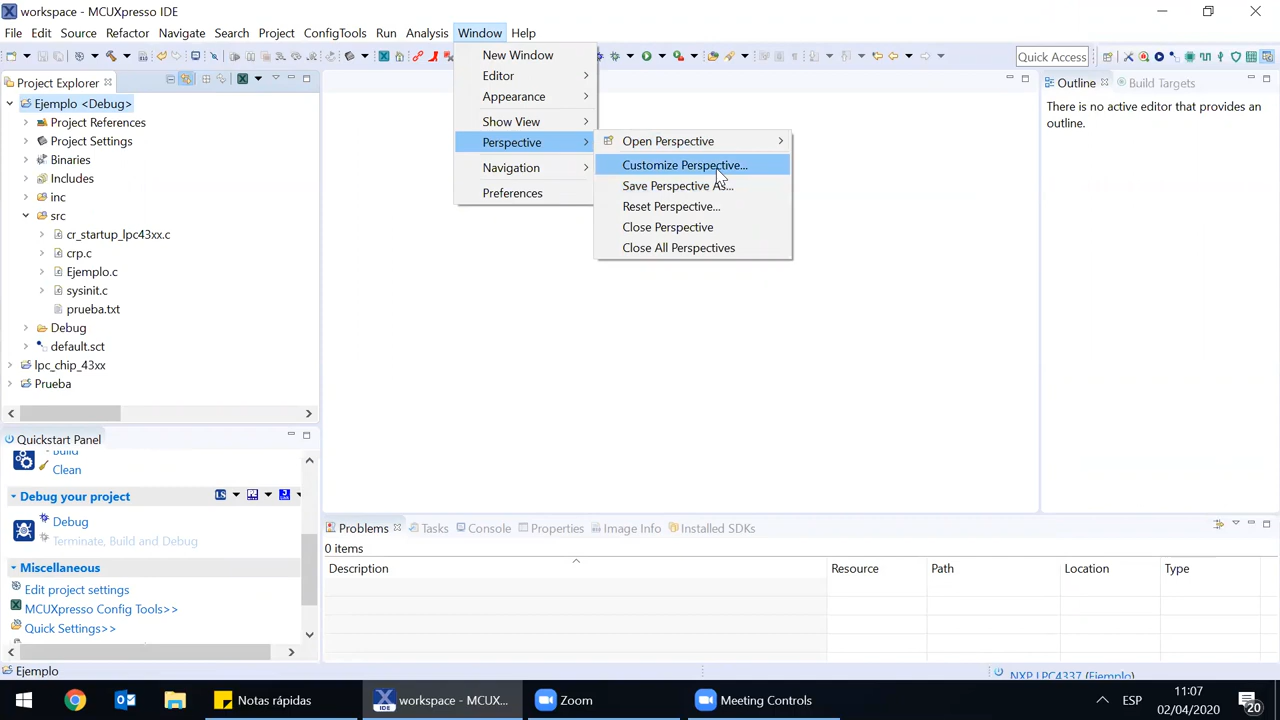 workspace - MCUXpresso IDE
File Edit Source Refactor Navigate Search Project ConfigTools Run Analysis Window Help
Quick Access
New Window
Editor
Appearance
Show View
Perspective
Navigation
Preferences
Open Perspective
Customize Perspective...
Save Perspective As...
Reset Perspective...
Close Perspective
Close All Perspectives
Project Explorer
Ejemplo <Debug>
Project References
Project Settings
Binaries
Includes
inc
src
cr_startup_lpc43xx.c
crp.c
Ejemplo.c
sysinit.c
prueba.txt
Debug
default.sct
lpc_chip_43xx
Prueba
Outline Build Targets
There is no active editor that provides an
outline.
Quickstart Panel
Build
Clean
Debug your project
Debug
Terminate, Build and Debug
Miscellaneous
Edit project settings
MCUXpresso Config Tools>>
Quick Settings>>
Problems Tasks Console Properties Image Info Installed SDKs
0 items
Description Resource Path Location Type
Ejemplo
NXP LPC4337 (Ejemplo)
Notas rápidas
workspace - MCUX...
Zoom
Meeting Controls
ESP
11:07
02/04/2020
20